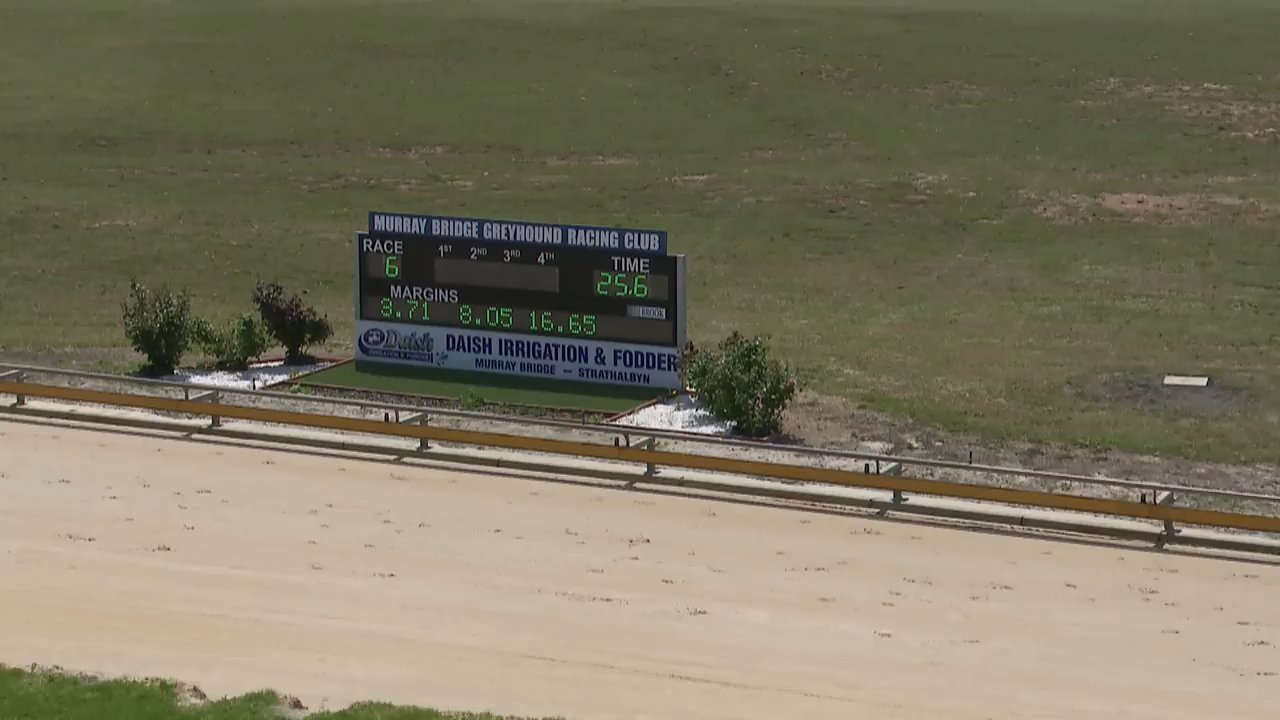 MURRAY BRIDGE GREYHOUND RACING CLUB
RACE 1ST 2ND 3RD 4TH TIME
6 25.6
MARGINS
3.71 8.05 16.65
BROOK
Daish
DAISH IRRIGATION & FODDER
MURRAY BRIDGE — STRATHALBYN